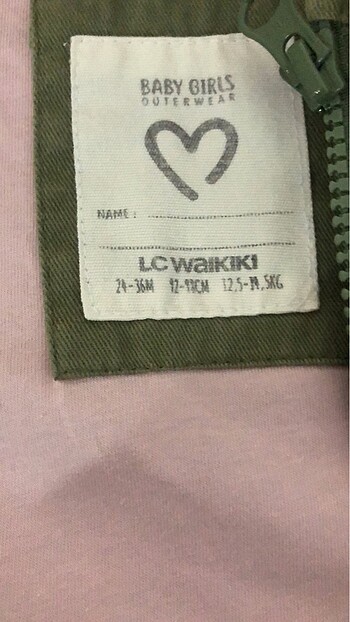 BABY GIRLS
OUTERWEAR
NAME :
LC WAIKIKI
24-36M 92-98CM 12,5-14,5KG